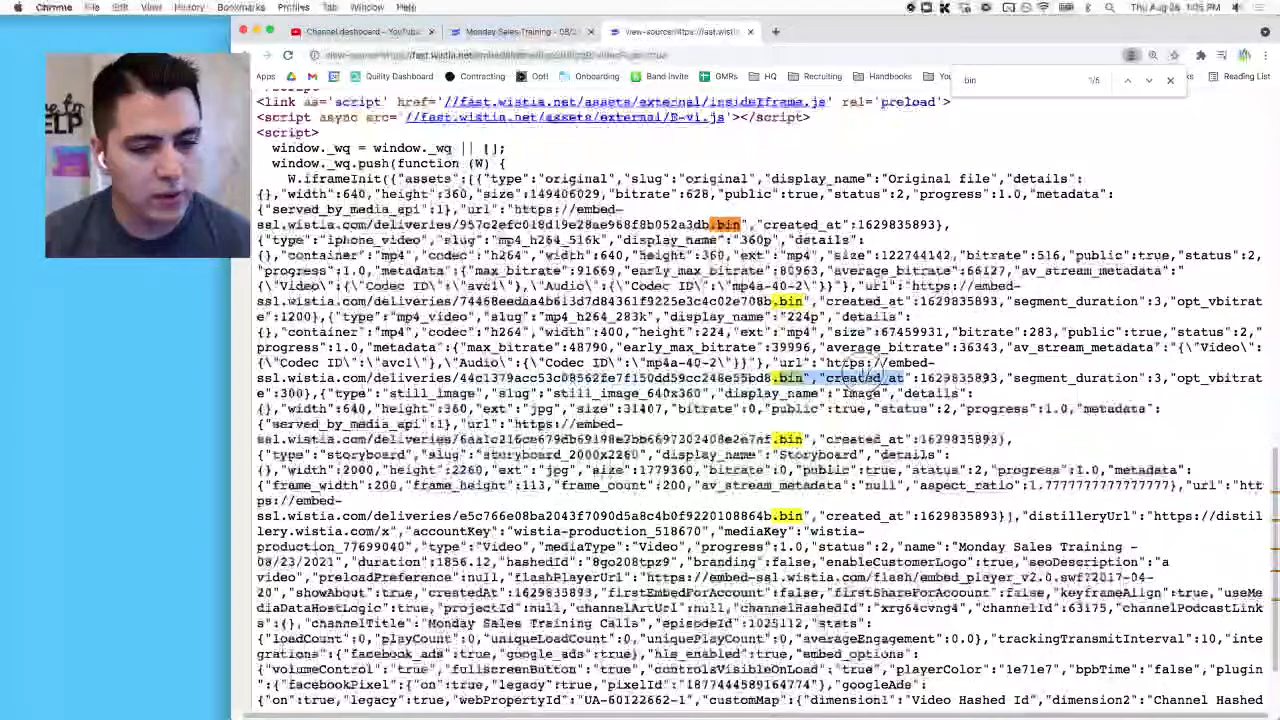 Chrome File Edit View History Bookmarks Profiles Tab Window Help
Channel dashboard - YouTube
Monday Sales Training - 08/2
view-source:https://fast.wistia
Apps Quility Dashboard Contracting Opt! Onboarding Band Invite GMRs HQ Recruiting Handbooks Reading List
.bin 1/5
<link as='script' href='//fast.wistia.net/assets/external/insideIframe.js' rel='preload'>
<script async src='//fast.wistia.net/assets/external/E-v1.js'></script>
<script>
window._wq = window._wq || [];
window._wq.push(function (W) {
W.iframeInit({"assets":[{"type":"original","slug":"original","display_name":"Original file","details":
{},"width":640,"height":360,"size":149406029,"bitrate":628,"public":true,"status":2,"progress":1.0,"metadata":
{"served_by_media_api":1},"url":"https://embed-
.bin","created_at":1629835893},
{"type":"iphone_video","slug":"mp4_h264_516k","display_name":"360p","details":
{},"container":"mp4","codec":"h264","width":640,"height":360,"ext":"mp4","size":122744142,"bitrate":516,"public":true,"status":2,
"progress":1.0,"metadata":{"max_bitrate":91669,"early_max_bitrate":80963,"average_bitrate":66127,"av_stream_metadata":"
{\"Video\":{\"Codec ID\":\"avc1\"},\"Audio\":{\"Codec ID\":\"mp4a-40-2\"}}"},"url":"https://embed-
.bin","created_at":1629835893,"segment_duration":3,"opt_vbitrat
e":1200},{"type":"mp4_video","slug":"mp4_h264_283k","display_name":"224p","details":
{},"container":"mp4","codec":"h264","width":400,"height":224,"ext":"mp4","size":67459931,"bitrate":283,"public":true,"status":2,"
progress":1.0,"metadata":{"max_bitrate":48790,"early_max_bitrate":39996,"average_bitrate":36343,"av_stream_metadata":"{\"Video\":
{\"Codec ID\":\"avc1\"},\"Audio\":{\"Codec ID\":\"mp4a-40-2\"}}"},"url":"https://embed-
.bin","created_at":1629835893,"segment_duration":3,"opt_vbitrat
e":300},{"type":"still_image","slug":"still_image_640x360","display_name":"Image","details":
{},"width":640,"height":360,"ext":"jpg","size":31407,"bitrate":0,"public":true,"status":2,"progress":1.0,"metadata":
{"served_by_media_api":1},"url":"https://embed-
.bin","created_at":1629835893},
{"type":"storyboard","slug":"storyboard_2000x2260","display_name":"Storyboard","details":
{},"width":2000,"height":2260,"ext":"jpg","size":1779360,"bitrate":0,"public":true,"status":2,"progress":1.0,"metadata":
{"frame_width":200,"frame_height":113,"frame_count":200,"av_stream_metadata":"null","aspect_ratio":1.7777777777777777},"url":"htt
ps://embed-
ssl.wistia.com/deliveries/e5c766e08ba2043f7090d5a8c4b0f9220108864b.bin","created_at":1629835893}],"distilleryUrl":"https://distil
lery.wistia.com/x","accountKey":"wistia-production_518670","mediaKey":"wistia-
production_77699040","type":"Video","mediaType":"Video","progress":1.0,"status":2,"name":"Monday Sales Training -
08/23/2021","duration":1856.12,"hashedId":"8go208tpz9","branding":false,"enableCustomerLogo":true,"seoDescription":"a
video","preloadPreference":null,"flashPlayerUrl":"https://embed-ssl.wistia.com/flash/embed_player_v2.0.swf?2017-04-
20","showAbout":true,"createdAt":1629835893,"firstEmbedForAccount":false,"firstShareForAccount":false,"keyframeAlign":true,"useMe
diaDataHostLogic":true,"projectId":null,"channelArtUrl":null,"channelHashedId":"xrg64cvng4","channelId":63175,"channelPodcastLink
s":{},"channelTitle":"Monday Sales Training Calls","episodeId":1025112,"stats":
{"loadCount":0,"playCount":0,"uniqueLoadCount":0,"uniquePlayCount":0,"averageEngagement":0.0},"trackingTransmitInterval":10,"inte
grations":{"facebook_ads":true,"google_ads":true},"hls_enabled":true,"embed_options":
{"volumeControl":"true","fullscreenButton":"true","controlsVisibleOnLoad":"true","playerColor":"1e71e7","bpbTime":"false","plugin
":{"facebookPixel":{"on":true,"legacy":true,"pixelId":"1877444589164774"},"googleAds":
{"on":true,"legacy":true,"webPropertyId":"UA-60122662-1","customMap":{"dimension1":"Video Hashed Id","dimension2":"Channel Hashed